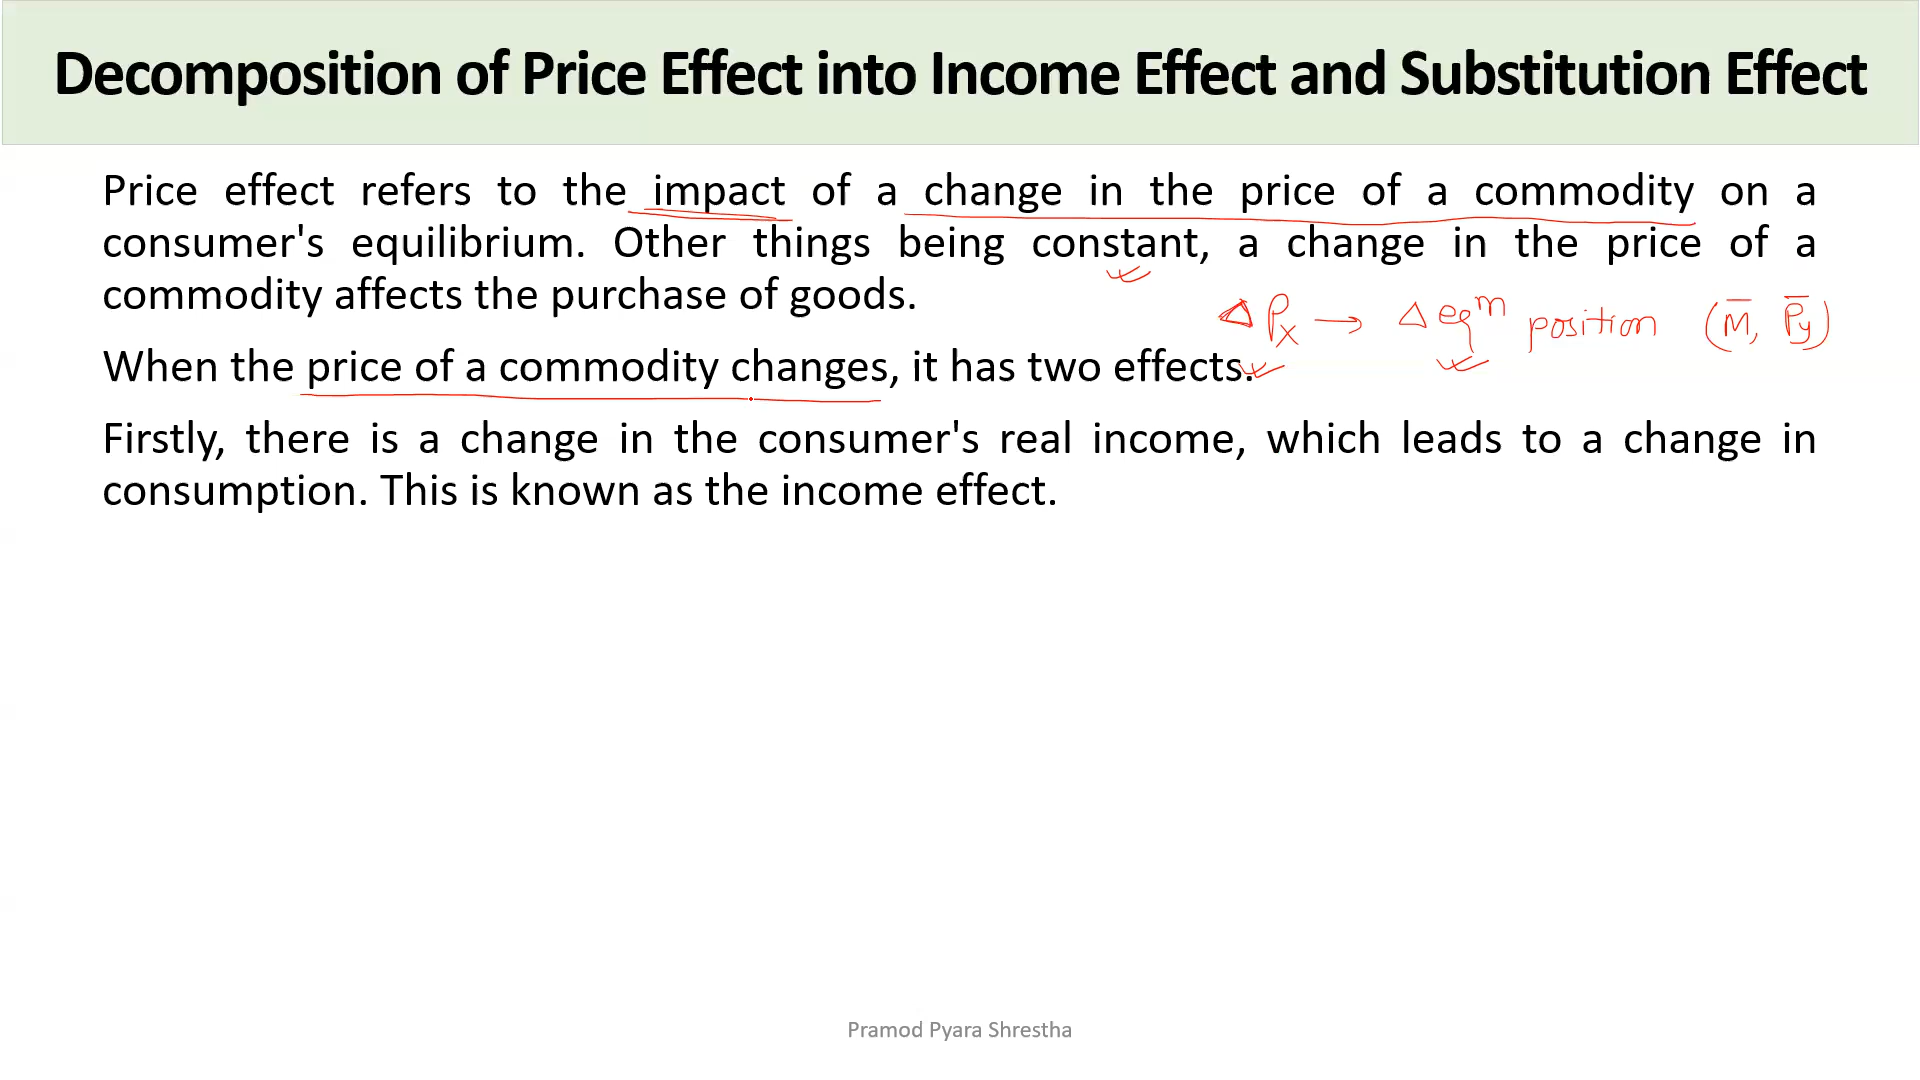 Decomposition of Price Effect into Income Effect and Substitution Effect
Price effect refers to the impact of a change in the price of a commodity on a
consumer's equilibrium. Other things being constant, a change in the price of a
commodity affects the purchase of goods.
Δ Px → Δ eqᵐ position (M̅, P̅y)
When the price of a commodity changes, it has two effects.
Firstly, there is a change in the consumer's real income, which leads to a change in
consumption. This is known as the income effect.
Pramod Pyara Shrestha